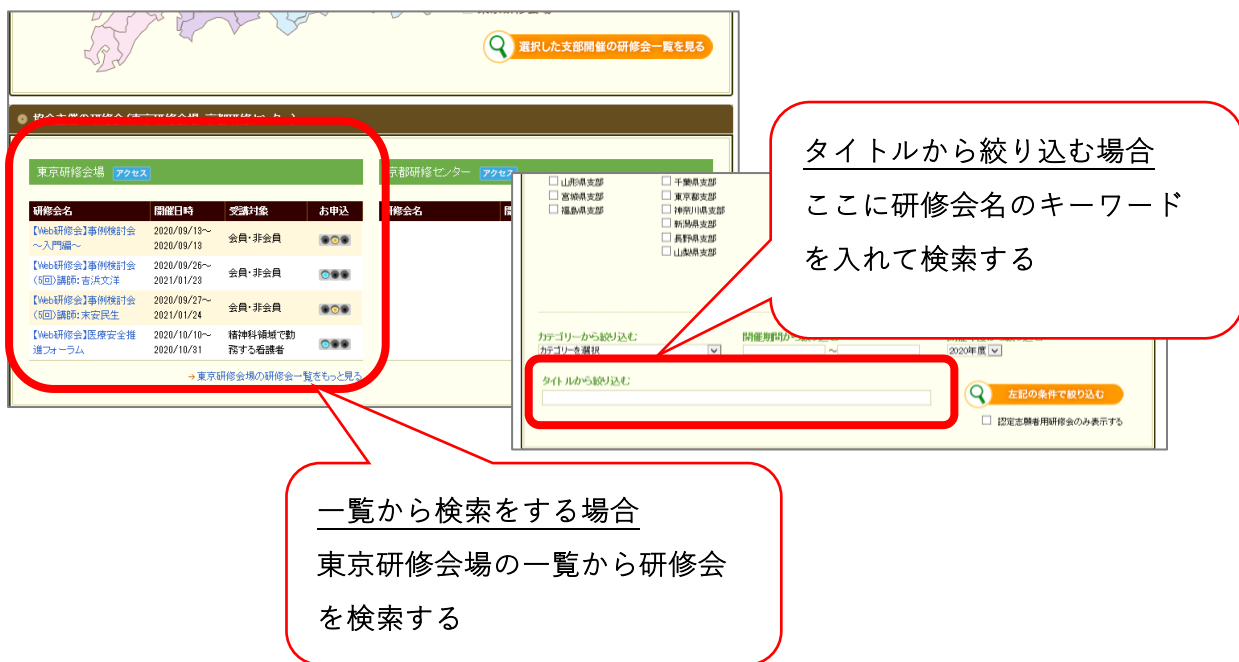 選択した支部開催の研修会一覧を見る
東京研修会場 アクセス
京都研修センター アクセス
研修会名 開催日時 受講対象 お申込
【Web研修会】事例検討会
～入門編～
2020/09/13～
2020/09/13
会員・非会員
【Web研修会】事例検討会
(5回)講師:吉浜文洋
2020/09/26～
2021/01/23
会員・非会員
【Web研修会】事例検討会
(5回)講師:末安民生
2020/09/27～
2021/01/24
会員・非会員
【Web研修会】医療安全推
進フォーラム
2020/10/10～
2020/10/31
精神科領域で勤
務する看護者
→東京研修会場の研修会一覧をもっと見る
研修会名
山形県支部
宮城県支部
福島県支部
千葉県支部
東京都支部
神奈川県支部
新潟県支部
長野県支部
山梨県支部
カテゴリーから絞り込む
カテゴリーを選択
開催期間か
～
2020年度
タイトルから絞り込む
左記の条件で絞り込む
認定志願者用研修会のみ表示する
タイトルから絞り込む場合
ここに研修会名のキーワード
を入れて検索する
一覧から検索をする場合
東京研修会場の一覧から研修会
を検索する